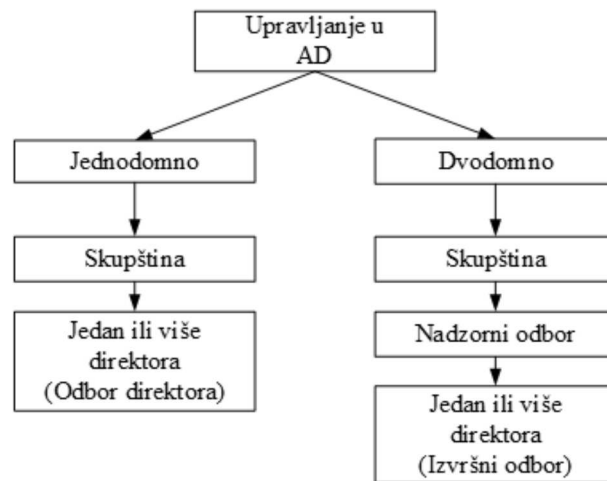 Upravljanje u
AD
Jednodomno
Dvodomno
Skupština
Skupština
Jedan ili više
direktora
(Odbor direktora)
Nadzorni odbor
Jedan ili više
direktora
(Izvršni odbor)